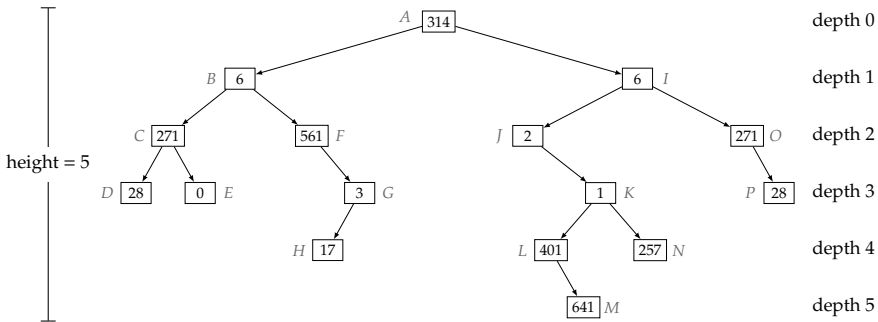 A 314 depth 0
B 6 6 I depth 1
C 271 561 F J 2 271 O depth 2
height = 5
D 28 0 E 3 G 1 K P 28 depth 3
H 17 L 401 257 N depth 4
641 M depth 5